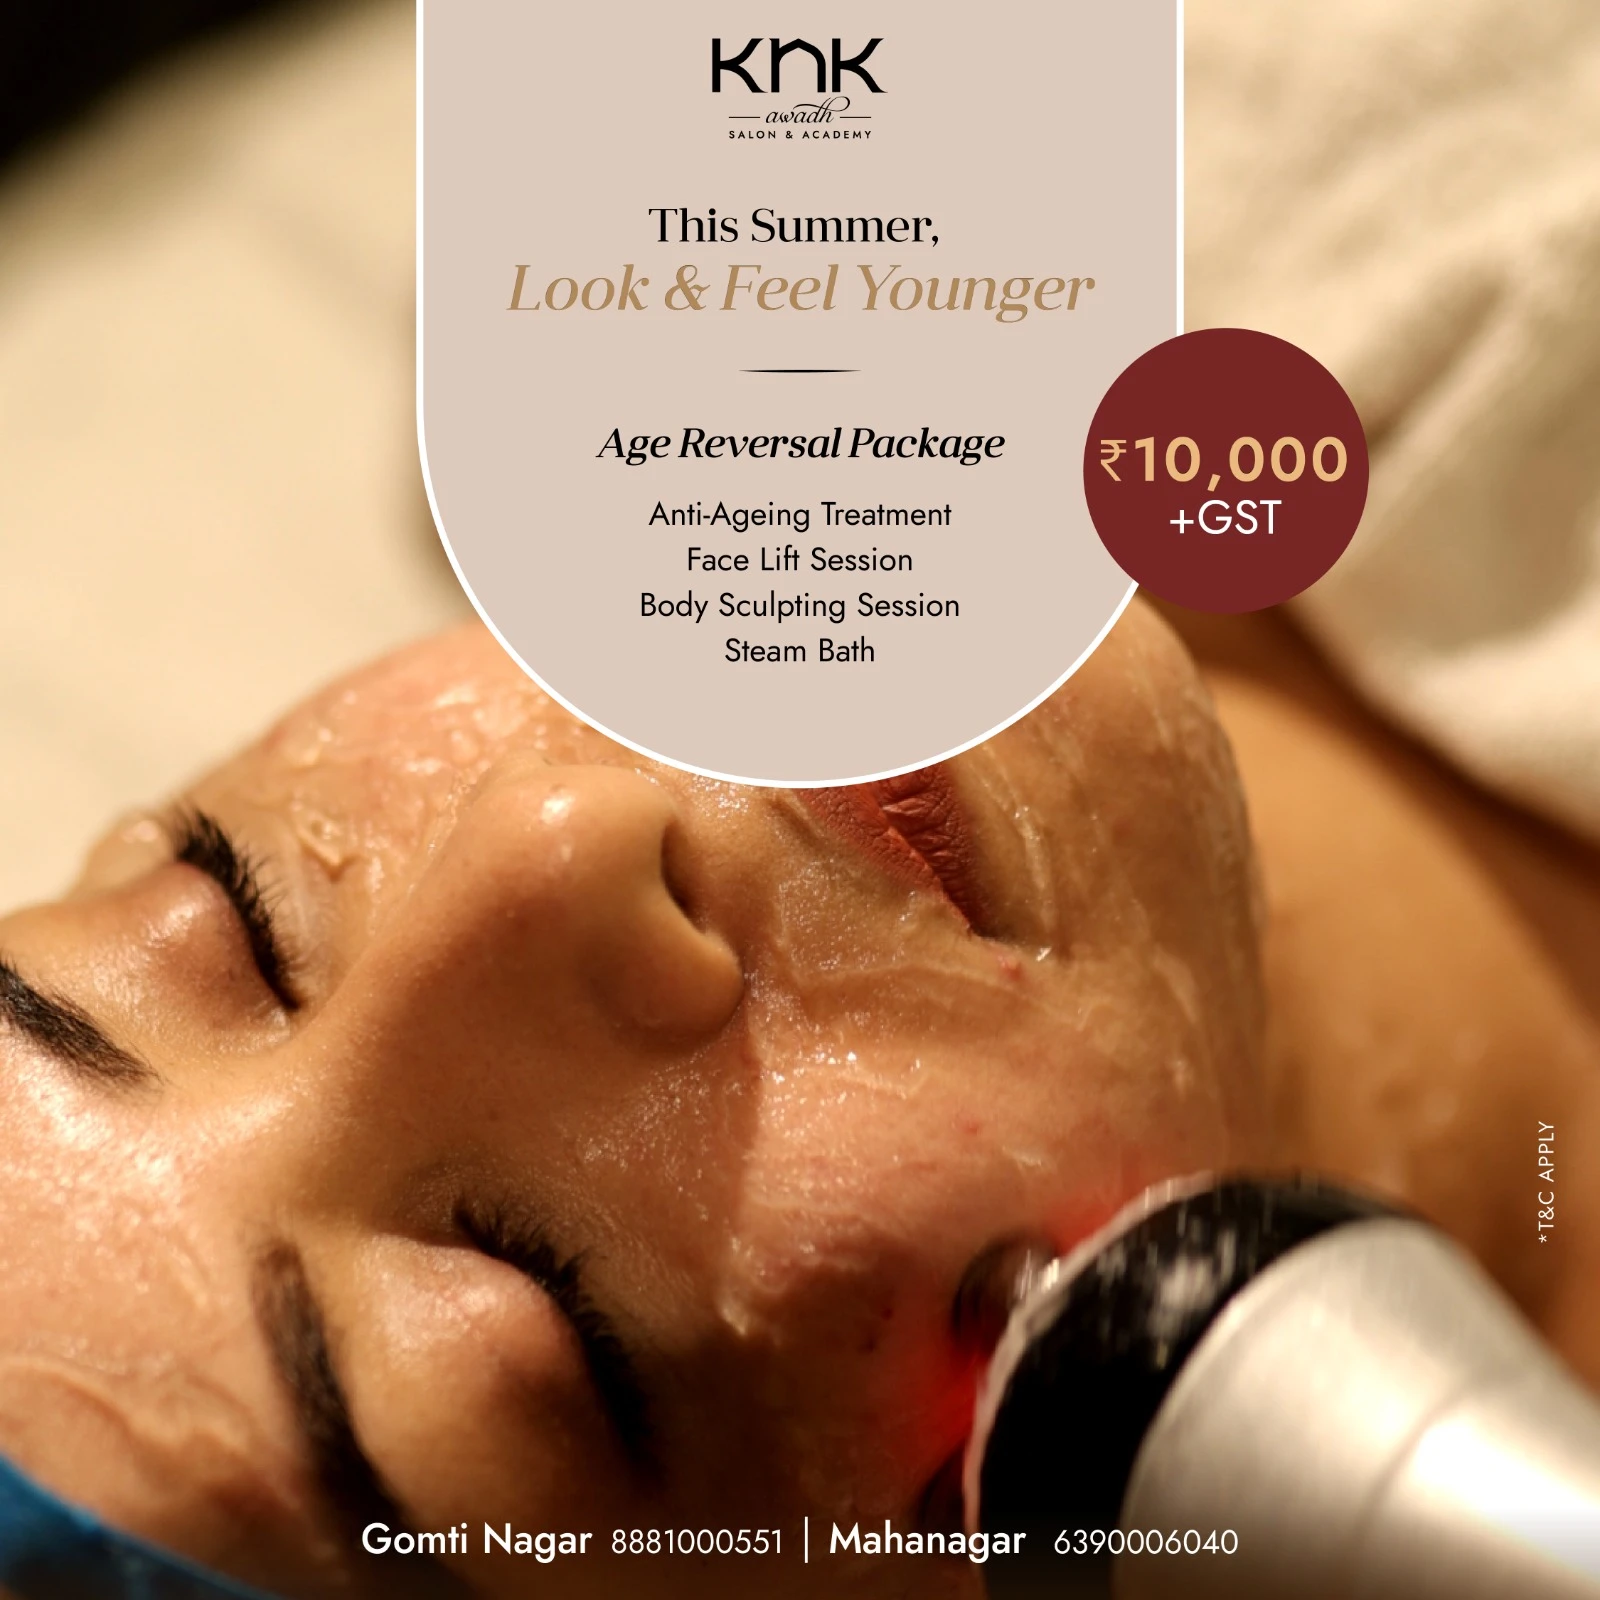 KNK
awadh
SALON & ACADEMY
This Summer,
Look & Feel Younger
Age Reversal Package
Anti-Ageing Treatment
Face Lift Session
Body Sculpting Session
Steam Bath
₹10,000
+GST
*T&C APPLY
Gomti Nagar 8881000551 | Mahanagar 6390006040